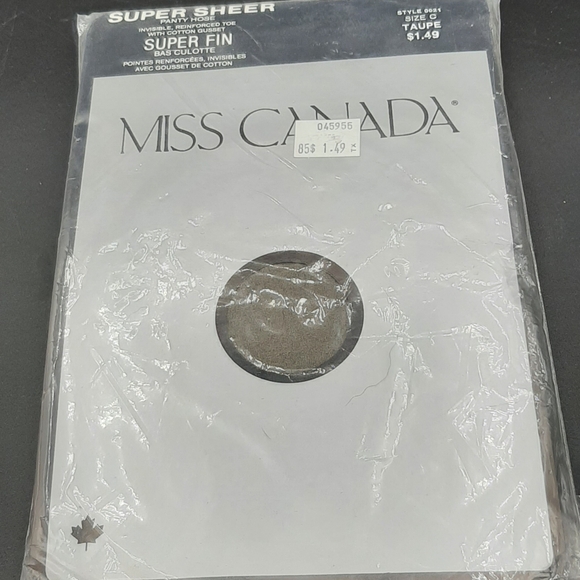 SUPER SHEER
PANTY HOSE
INVISIBLE, REINFORCED TOE
WITH COTTON GUSSET
SUPER FIN
BAS CULOTTE
POINTES RENFORCÉES, INVISIBLES
AVEC GOUSSET DE COTON
STYLE 9921
SIZE C
TAUPE
$1.49
MISS CANADA®
045956
85$ 1.49